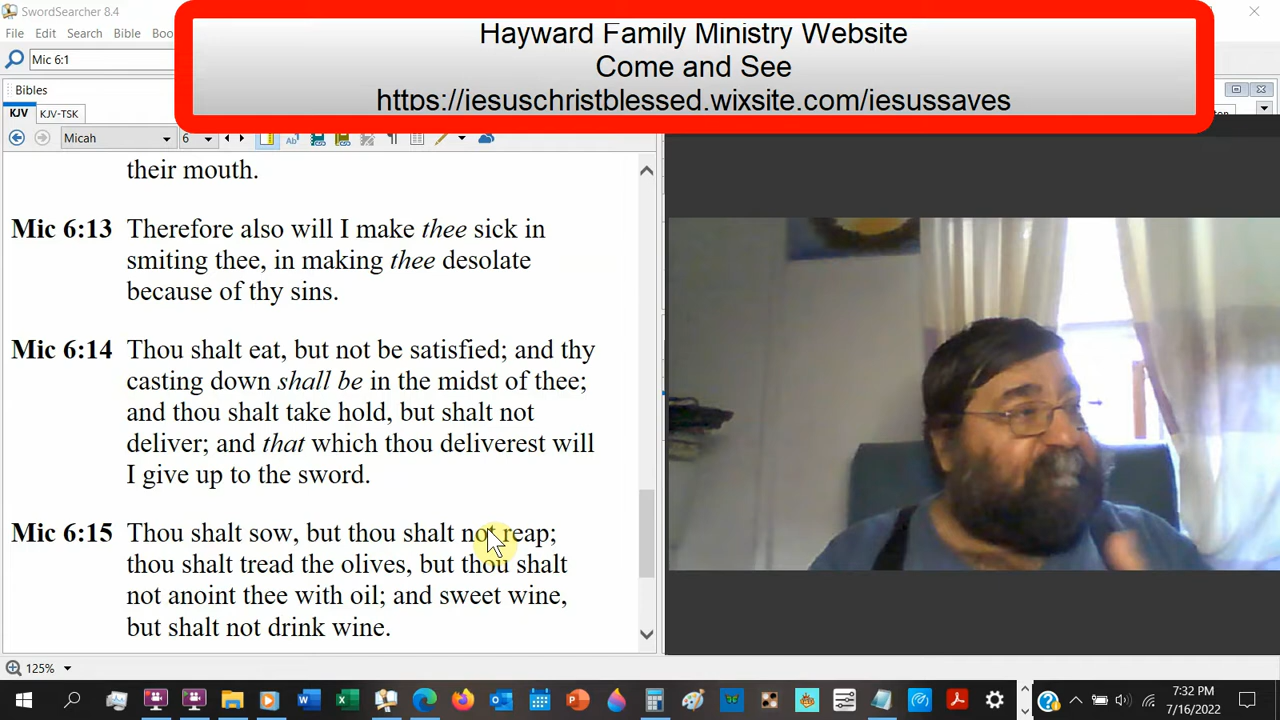 SwordSearcher 8.4
File Edit Search Bible Boo
Mic 6:1
Hayward Family Ministry Website
Come and See
https://jesuschristblessed.wixsite.com/jesussaves
Bibles
KJV KJV-TSK
Micah 6
their mouth.
Mic 6:13 Therefore also will I make thee sick in
smiting thee, in making thee desolate
because of thy sins.
Mic 6:14 Thou shalt eat, but not be satisfied; and thy
casting down shall be in the midst of thee;
and thou shalt take hold, but shalt not
deliver; and that which thou deliverest will
I give up to the sword.
Mic 6:15 Thou shalt sow, but thou shalt not reap;
thou shalt tread the olives, but thou shalt
not anoint thee with oil; and sweet wine,
but shalt not drink wine.
125%
7:32 PM
7/16/2022